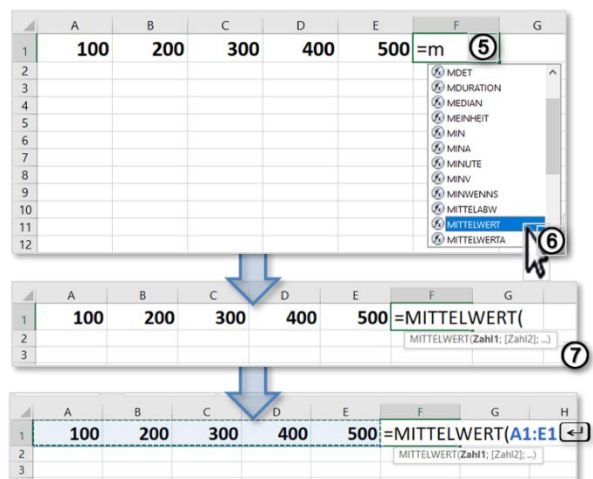 A B C D E F G
1 100 200 300 400 500 =m ⑤
2 MDET
3 MDURATION
4 MEDIAN
5 MEINHEIT
6 MIN
MINA
7 MINUTE
8 MINV
9 MINWENNS
10 MITTELABW
11 MITTELWERT ⑥
12 MITTELWERTA
A B C D E F G
1 100 200 300 400 500 =MITTELWERT(
2 MITTELWERT(Zahl1; [Zahl2]; ...)
3 ⑦
A B C D E F G H
1 100 200 300 400 500 =MITTELWERT(A1:E1
2 MITTELWERT(Zahl1; [Zahl2]; ...)
3